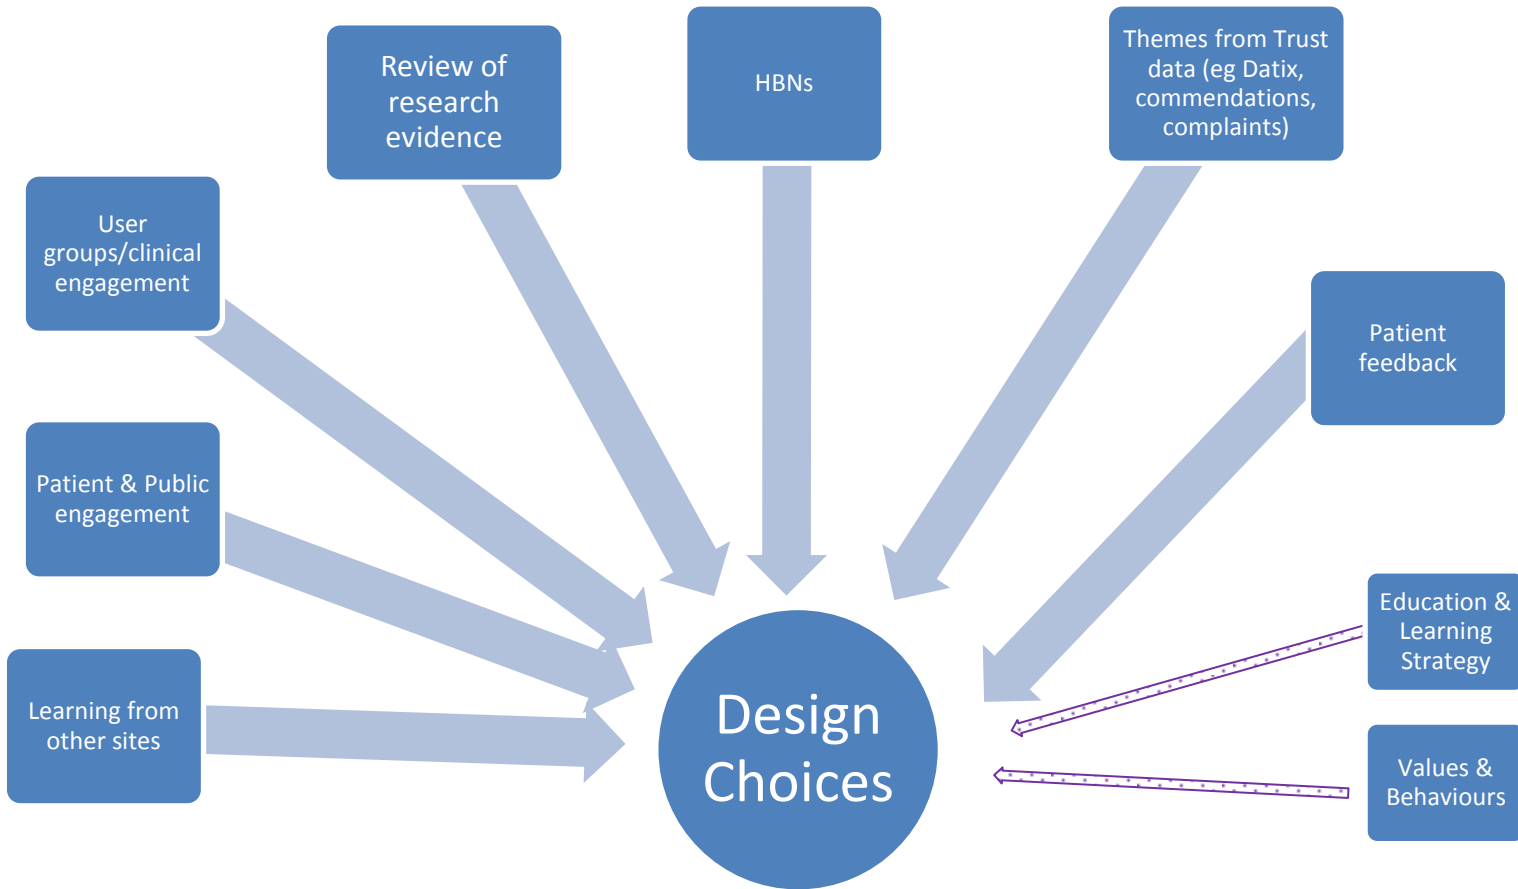 Review of
research
evidence
HBNs
Themes from Trust
data (eg Datix,
commendations,
complaints)
User
groups/clinical
engagement
Patient
feedback
Patient & Public
engagement
Education &
Learning
Strategy
Learning from
other sites
Design
Choices
Values &
Behaviours